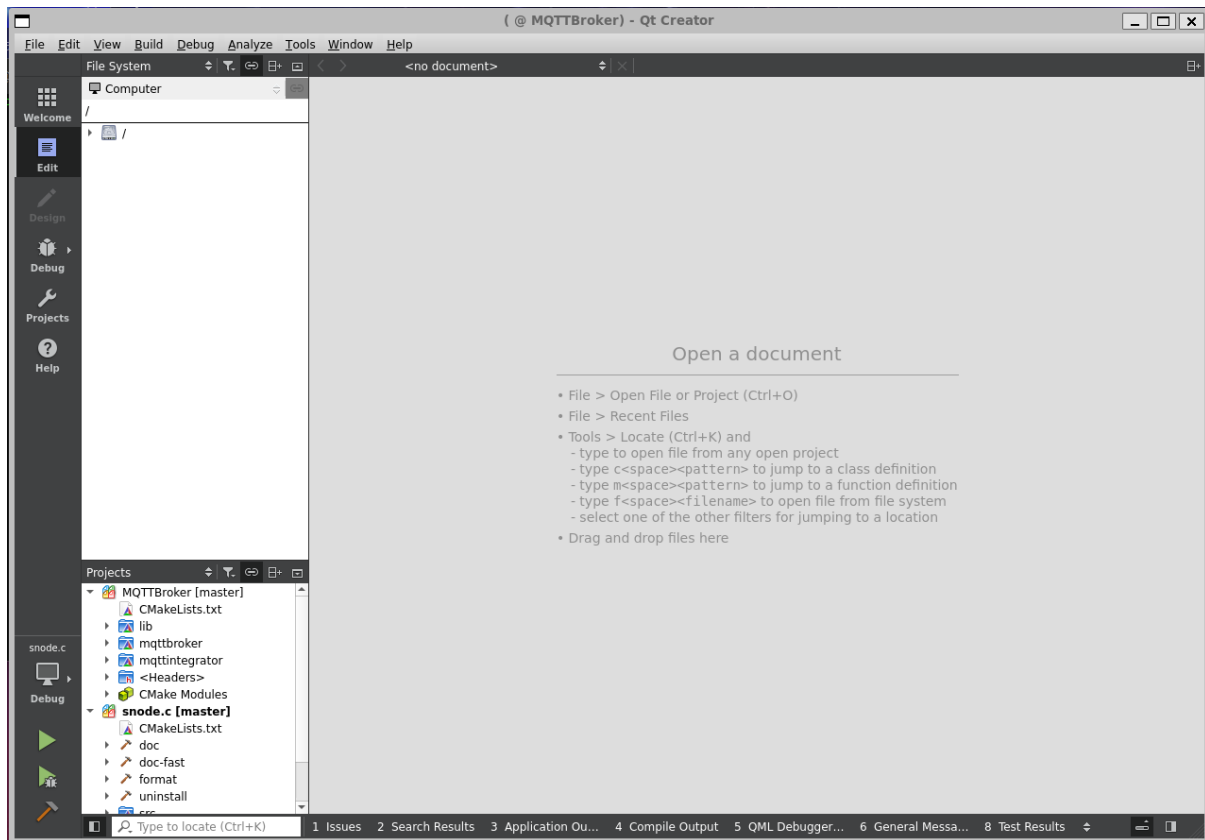 ( @ MQTTBroker) - Qt Creator
File Edit View Build Debug Analyze Tools Window Help
File System
<no document>
Computer
/
/
Welcome
Edit
Design
Debug
Projects
Help
Open a document
• File > Open File or Project (Ctrl+O)
• File > Recent Files
• Tools > Locate (Ctrl+K) and
- type to open file from any open project
- type c<space><pattern> to jump to a class definition
- type m<space><pattern> to jump to a function definition
- type f<space><filename> to open file from file system
- select one of the other filters for jumping to a location
• Drag and drop files here
Projects
MQTTBroker [master]
CMakeLists.txt
lib
mqttbroker
mqttintegrator
<Headers>
CMake Modules
snode.c [master]
CMakeLists.txt
doc
doc-fast
format
uninstall
src
snode.c
Debug
Type to locate (Ctrl+K)
1 Issues 2 Search Results 3 Application Ou... 4 Compile Output 5 QML Debugger... 6 General Messa... 8 Test Results